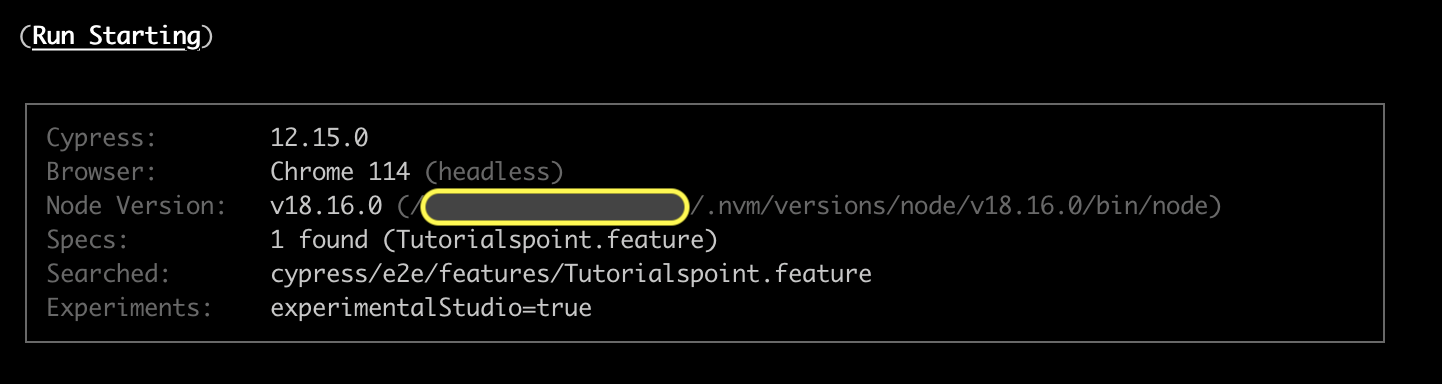 (Run Starting)
Cypress: 12.15.0
Browser: Chrome 114 (headless)
Node Version: v18.16.0 (/ /.nvm/versions/node/v18.16.0/bin/node)
Specs: 1 found (Tutorialspoint.feature)
Searched: cypress/e2e/features/Tutorialspoint.feature
Experiments: experimentalStudio=true